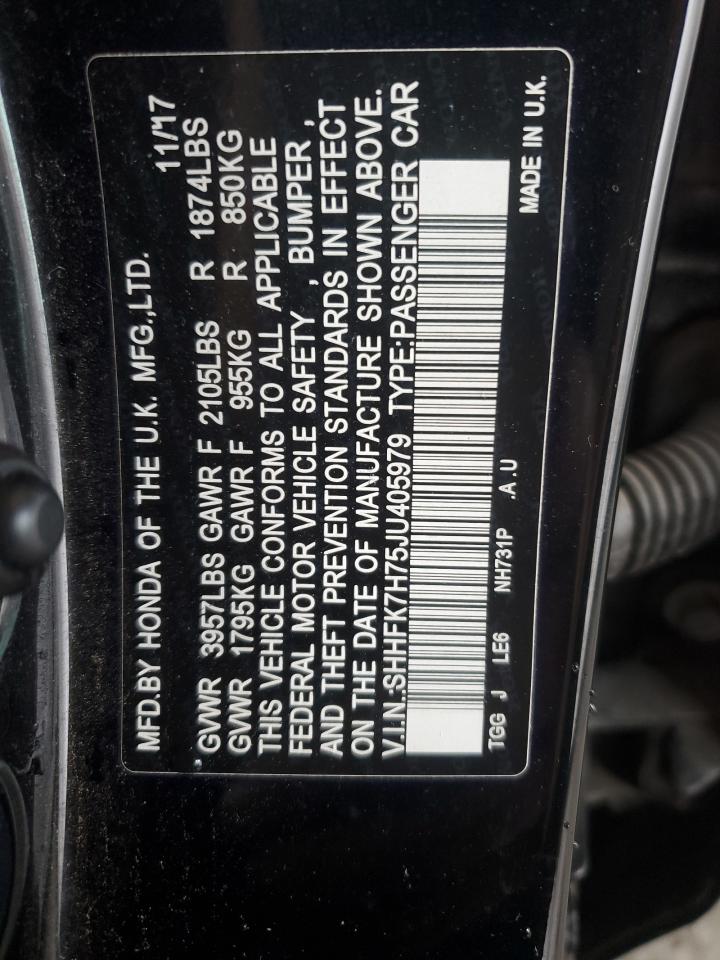 MFD.BY HONDA OF THE U.K. MFG.,LTD. 11/17
GVWR 3957LBS GAWR F 2105LBS R 1874LBS
GVWR 1795KG GAWR F 955KG R 850KG
THIS VEHICLE CONFORMS TO ALL APPLICABLE
FEDERAL MOTOR VEHICLE SAFETY , BUMPER ,
AND THEFT PREVENTION STANDARDS IN EFFECT
ON THE DATE OF MANUFACTURE SHOWN ABOVE.
V.I.N.:SHHFK7H75JU405979 TYPE:PASSENGER CAR
TGG J LE6 NH731P .A.U MADE IN U.K.